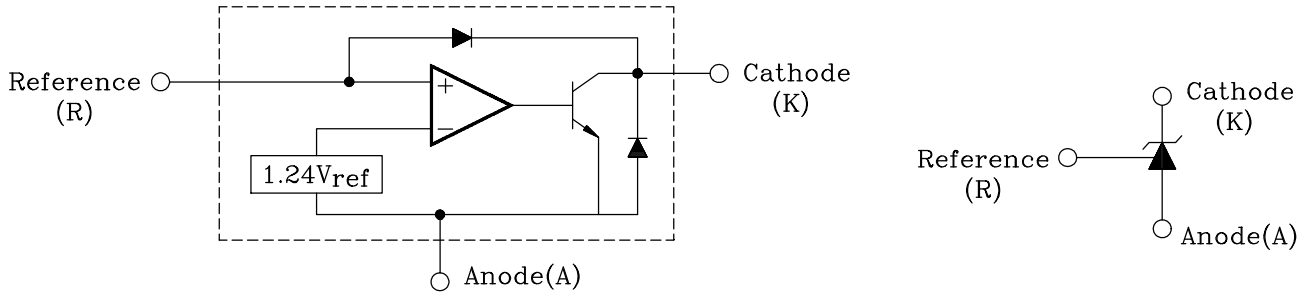 Reference
(R)
+
−
1.24Vref
Cathode
(K)
Anode(A)
Cathode
(K)
Reference
(R)
Anode(A)